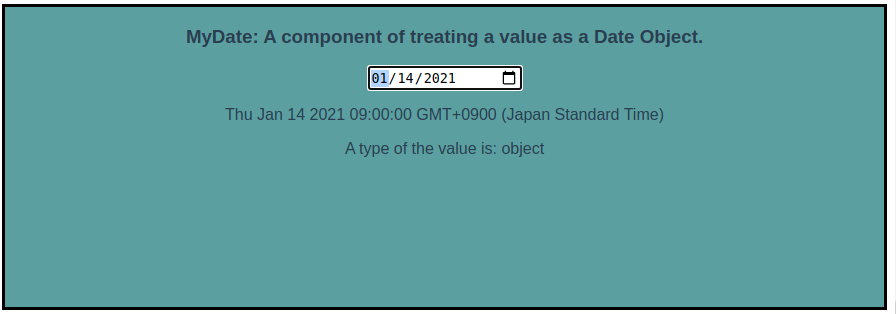 MyDate: A component of treating a value as a Date Object.
01/14/2021
Thu Jan 14 2021 09:00:00 GMT+0900 (Japan Standard Time)
A type of the value is: object